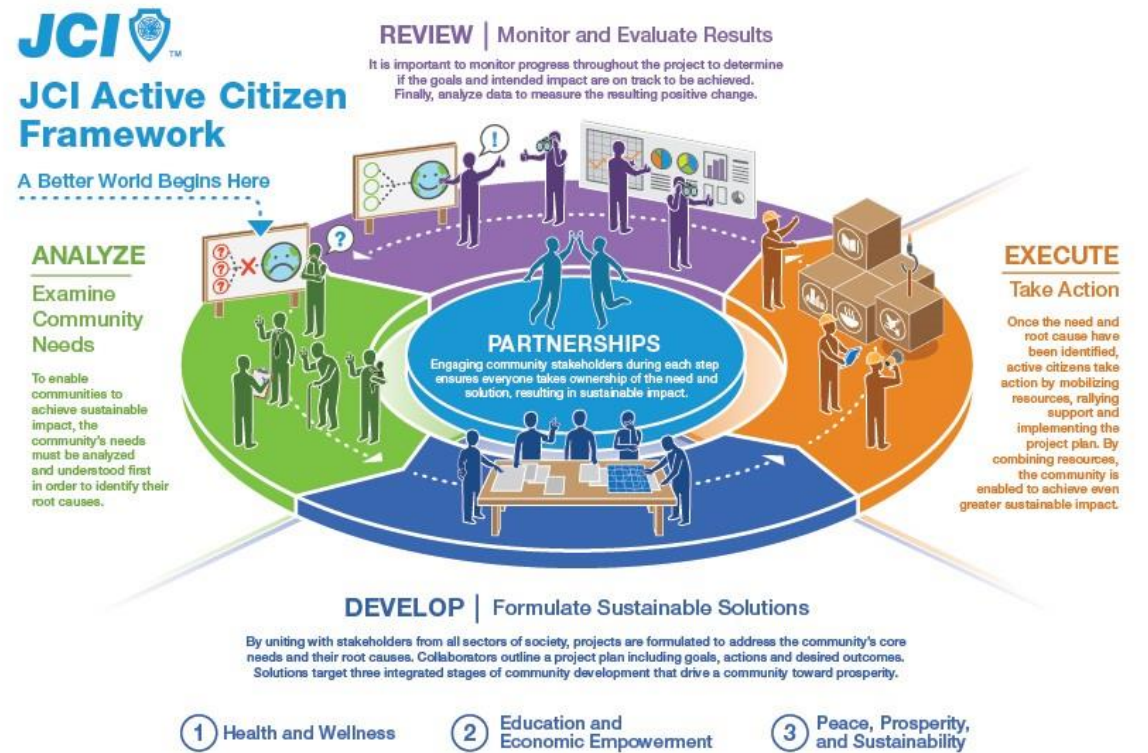 JCI
TM
JCI Active Citizen
Framework
A Better World Begins Here
REVIEW | Monitor and Evaluate Results
It is important to monitor progress throughout the project to determine
if the goals and intended impact are on track to be achieved.
Finally, analyze data to measure the resulting positive change.
!
?
?
?
?
ANALYZE
Examine
Community
Needs
To enable
communities to
achieve sustainable
impact, the
community's needs
must be analyzed
and understood first
in order to identify their
root causes.
PARTNERSHIPS
Engaging community stakeholders during each step
ensures everyone takes ownership of the need and
solution, resulting in sustainable impact.
EXECUTE
Take Action
Once the need and
root cause have
been identified,
active citizens take
action by mobilizing
resources, rallying
support and
implementing the
project plan. By
combining resources,
the community is
enabled to achieve even
greater sustainable impact.
DEVELOP | Formulate Sustainable Solutions
By uniting with stakeholders from all sectors of society, projects are formulated to address the community's core
needs and their root causes. Collaborators outline a project plan including goals, actions and desired outcomes.
Solutions target three integrated stages of community development that drive a community toward prosperity.
1 Health and Wellness
2 Education and
Economic Empowerment
3 Peace, Prosperity,
and Sustainability